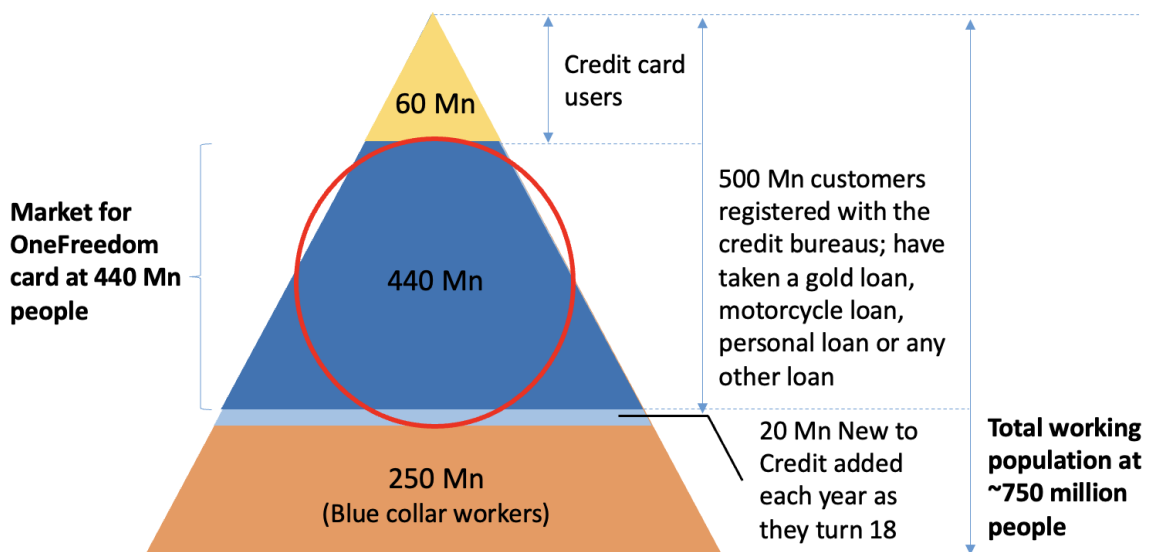 60 Mn
Credit card
users
Market for
OneFreedom
card at 440 Mn
people
440 Mn
500 Mn customers
registered with the
credit bureaus; have
taken a gold loan,
motorcycle loan,
personal loan or any
other loan
250 Mn
(Blue collar workers)
20 Mn New to
Credit added
each year as
they turn 18
Total working
population at
~750 million
people